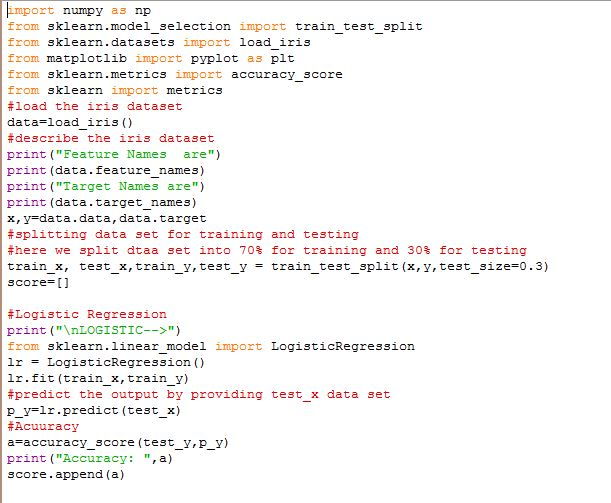 import numpy as np
from sklearn.model_selection import train_test_split
from sklearn.datasets import load_iris
from matplotlib import pyplot as plt
from sklearn.metrics import accuracy_score
from sklearn import metrics
#load the iris dataset
data=load_iris()
#describe the iris dataset
print("Feature Names  are")
print(data.feature_names)
print("Target Names are")
print(data.target_names)
x,y=data.data,data.target
#splitting data set for training and testing
#here we split dtaa set into 70% for training and 30% for testing
train_x, test_x,train_y,test_y = train_test_split(x,y,test_size=0.3)
score=[]
#Logistic Regression
print("\nLOGISTIC-->")
from sklearn.linear_model import LogisticRegression
lr = LogisticRegression()
lr.fit(train_x,train_y)
#predict the output by providing test_x data set
p_y=lr.predict(test_x)
#Acuuracy
a=accuracy_score(test_y,p_y)
print("Accuracy: ",a)
score.append(a)